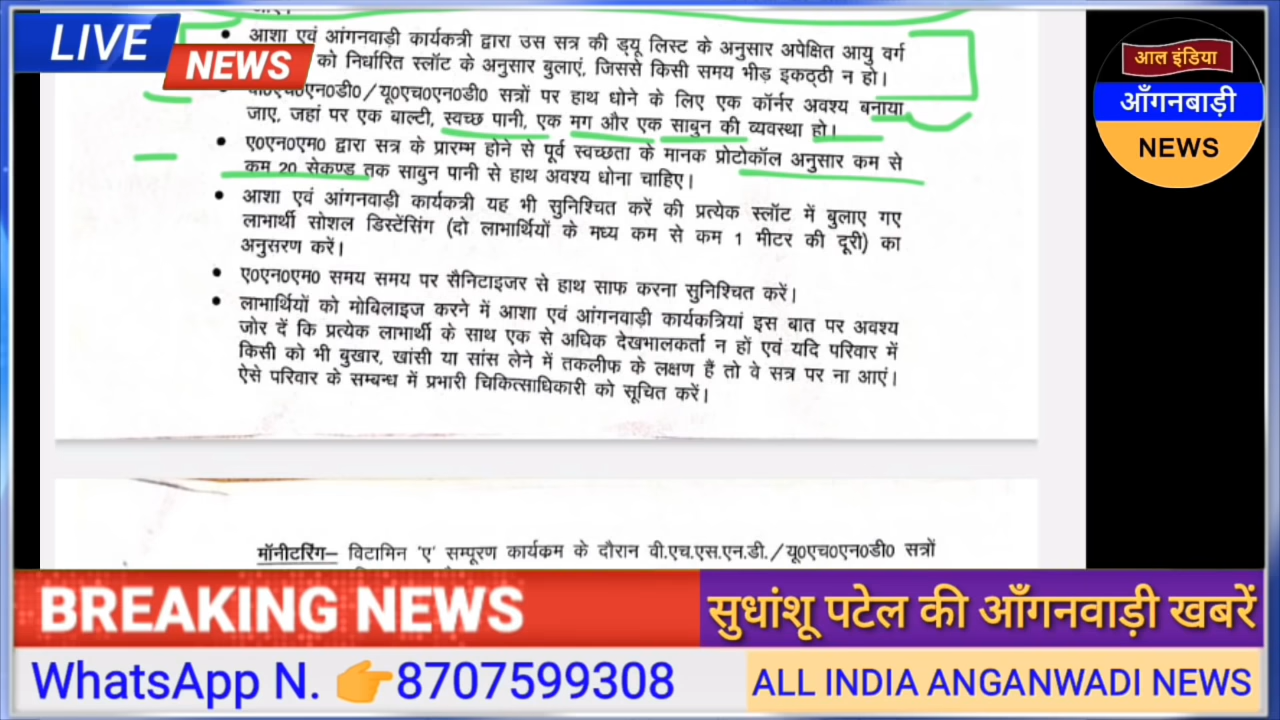 जाए।
आशा एवं आंगनवाड़ी कार्यकत्री द्वारा उस सत्र की ड्यू लिस्ट के अनुसार अपेक्षित आयु वर्ग
को निर्धारित स्लॉट के अनुसार बुलाएं, जिससे किसी समय भीड़ इकठ्ठी न हो।
वी0एच0एन0डी0/यू0एच0एन0डी0 सत्रों पर हाथ धोने के लिए एक कॉर्नर अवश्य बनाया
जाए, जहां पर एक बाल्टी, स्वच्छ पानी, एक मग और एक साबुन की व्यवस्था हो।
ए0एन0एम0 द्वारा सत्र के प्रारम्भ होने से पूर्व स्वच्छता के मानक प्रोटोकॉल अनुसार कम से
कम 20 सेकण्ड तक साबुन पानी से हाथ अवश्य धोना चाहिए।
आशा एवं आंगनवाड़ी कार्यकत्री यह भी सुनिश्चित करें की प्रत्येक स्लॉट में बुलाए गए
लाभार्थी सोशल डिस्टेंसिंग (दो लाभार्थियों के मध्य कम से कम 1 मीटर की दूरी) का
अनुसरण करें।
ए0एन0एम0 समय समय पर सैनिटाइजर से हाथ साफ करना सुनिश्चित करें।
लाभार्थियों को मोबिलाइज करने में आशा एवं आंगनवाड़ी कार्यकत्रियां इस बात पर अवश्य
जोर दें कि प्रत्येक लाभार्थी के साथ एक से अधिक देखभालकर्ता न हों एवं यदि परिवार में
किसी को भी बुखार, खांसी या सांस लेने में तकलीफ के लक्षण हैं तो वे सत्र पर ना आएं।
ऐसे परिवार के सम्बन्ध में प्रभारी चिकित्साधिकारी को सूचित करें।
मॉनीटरिंग– विटामिन 'ए' सम्पूरण कार्यक्रम के दौरान वी.एच.एस.एन.डी./यू0एच0एन0डी0 सत्रों
LIVE
NEWS
आल इंडिया
आँगनबाड़ी
NEWS
BREAKING NEWS
सुधांशू पटेल की आँगनवाड़ी खबरें
WhatsApp N. 👉8707599308
ALL INDIA ANGANWADI NEWS